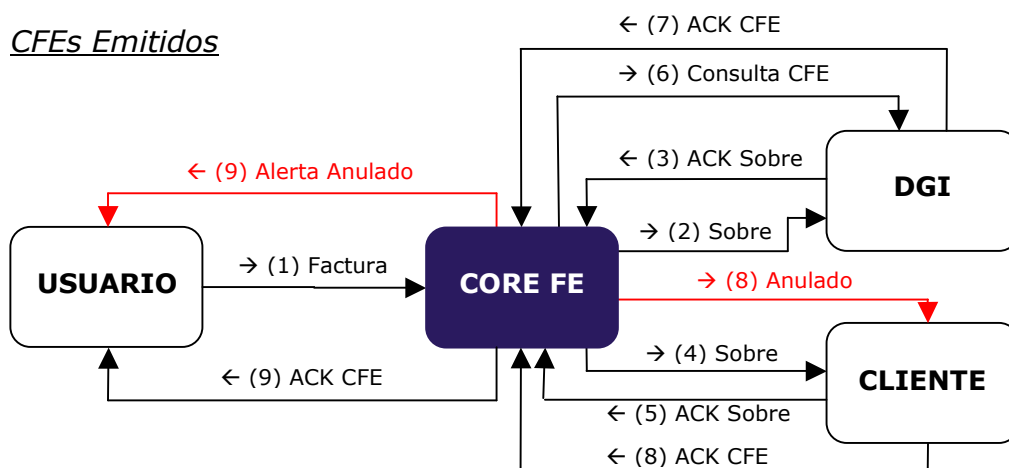 ← (7) ACK CFE
CFEs Emitidos
→ (6) Consulta CFE
← (3) ACK Sobre
← (9) Alerta Anulado
DGI
→ (2) Sobre
→ (1) Factura
USUARIO
CORE FE
→ (8) Anulado
→ (4) Sobre
← (9) ACK CFE
CLIENTE
← (5) ACK Sobre
← (8) ACK CFE